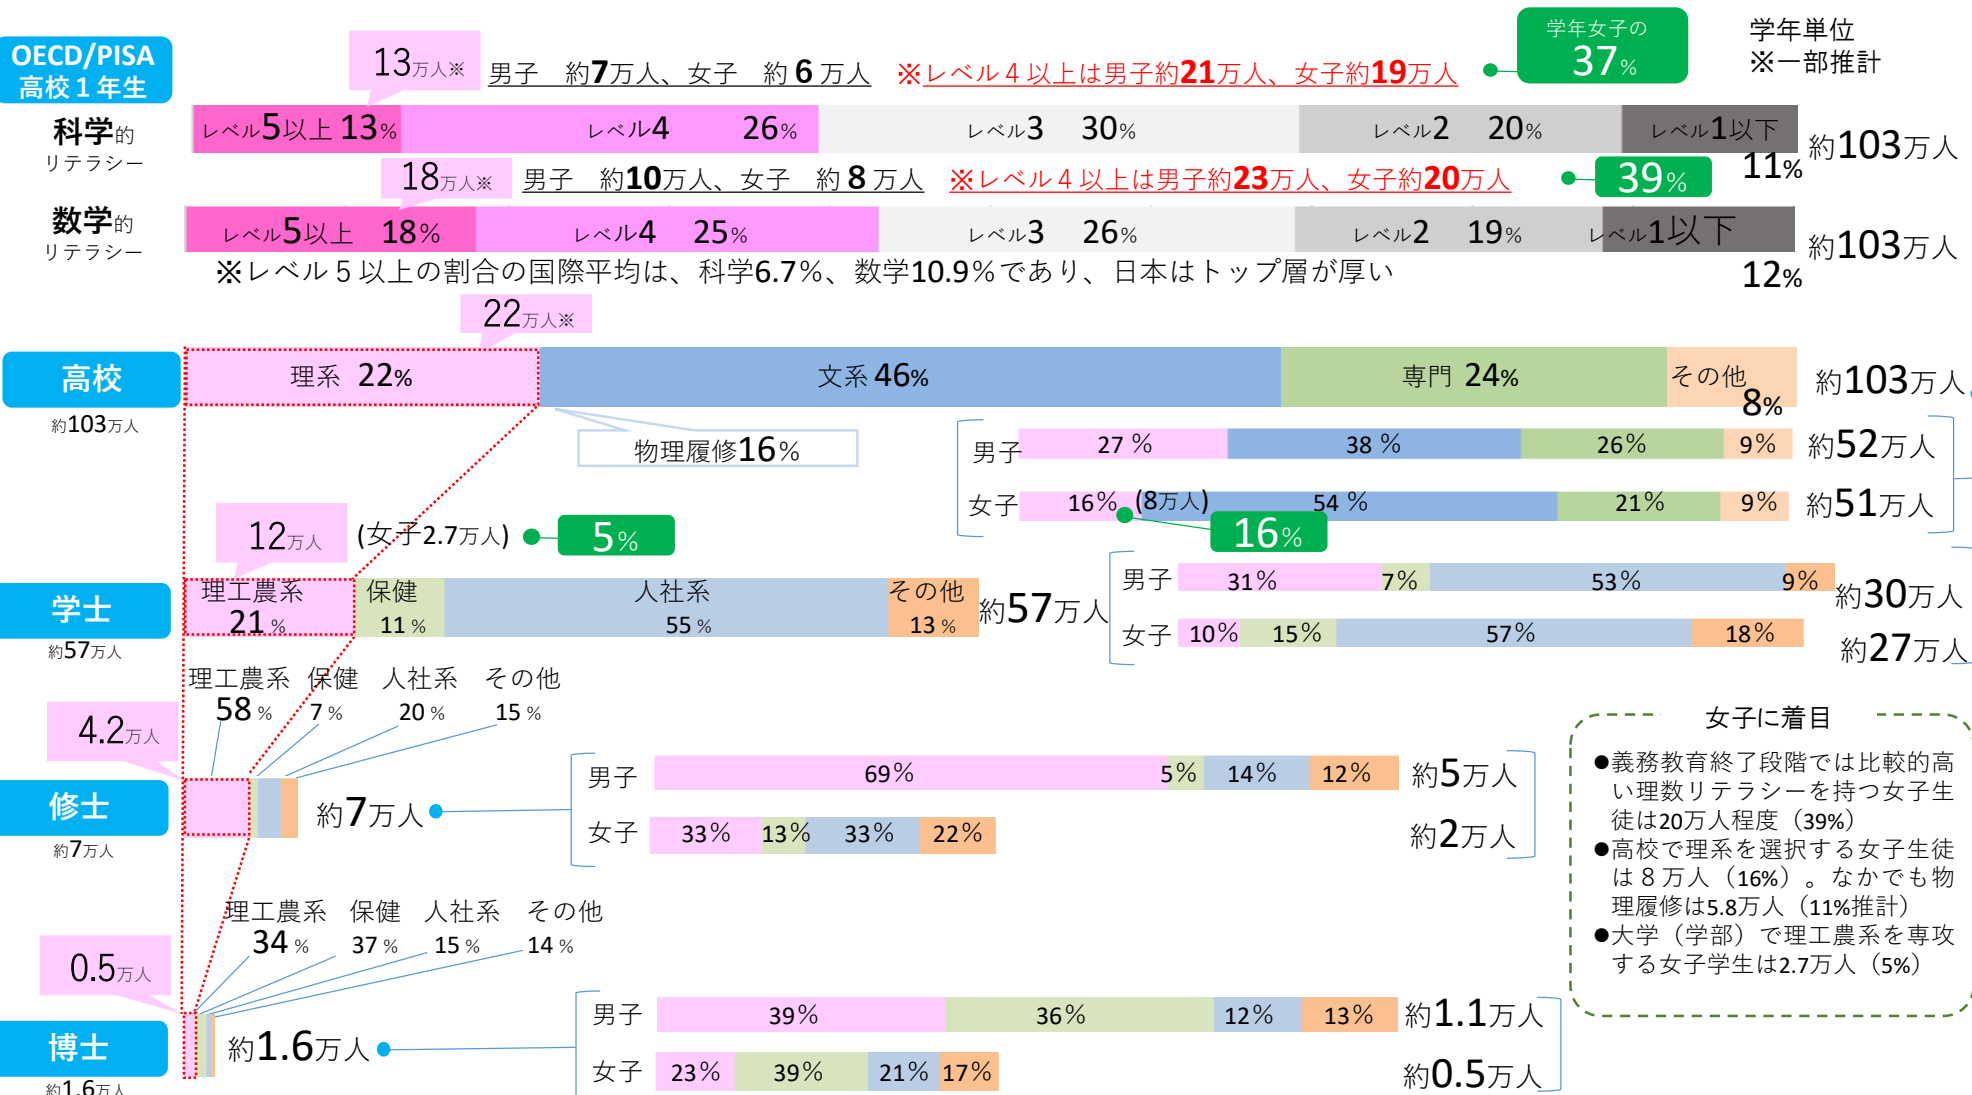 OECD/PISA
高校1年生
13万人※
男子 約7万人、女子 約6万人 ※レベル4以上は男子約21万人、女子約19万人
学年女子の
37%
学年単位
※一部推計
科学的
リテラシー
レベル5以上 13% レベル4 26% レベル3 30% レベル2 20% レベル1以下
11%
約103万人
18万人※
男子 約10万人、女子 約8万人 ※レベル4以上は男子約23万人、女子約20万人
39%
数学的
リテラシー
レベル5以上 18% レベル4 25% レベル3 26% レベル2 19% レベル1以下
12%
約103万人
※レベル5以上の割合の国際平均は、科学6.7%、数学10.9%であり、日本はトップ層が厚い
22万人※
高校
約103万人
理系 22% 文系 46% 専門 24% その他
8%
約103万人
物理履修16%
男子 27 % 38 % 26% 9% 約52万人
女子 16% (8万人) 54 % 21% 9% 約51万人
16%
12万人
(女子2.7万人)
5%
学士
約57万人
理工農系
21%
保健
11%
人社系
55%
その他
13%
約57万人
男子 31% 7% 53% 9% 約30万人
女子 10% 15% 57% 18% 約27万人
4.2万人
理工農系 保健 人社系 その他
58% 7% 20% 15%
修士
約7万人
約7万人
男子 69% 5% 14% 12% 約5万人
女子 33% 13% 33% 22% 約2万人
女子に着目
●義務教育終了段階では比較的高
い理数リテラシーを持つ女子生
徒は20万人程度（39%）
●高校で理系を選択する女子生徒
は8万人（16%）。なかでも物
理履修は5.8万人（11%推計）
●大学（学部）で理工農系を専攻
する女子学生は2.7万人（5%）
0.5万人
理工農系 保健 人社系 その他
34% 37% 15% 14%
博士
約1.6万人
約1.6万人
男子 39% 36% 12% 13% 約1.1万人
女子 23% 39% 21% 17% 約0.5万人